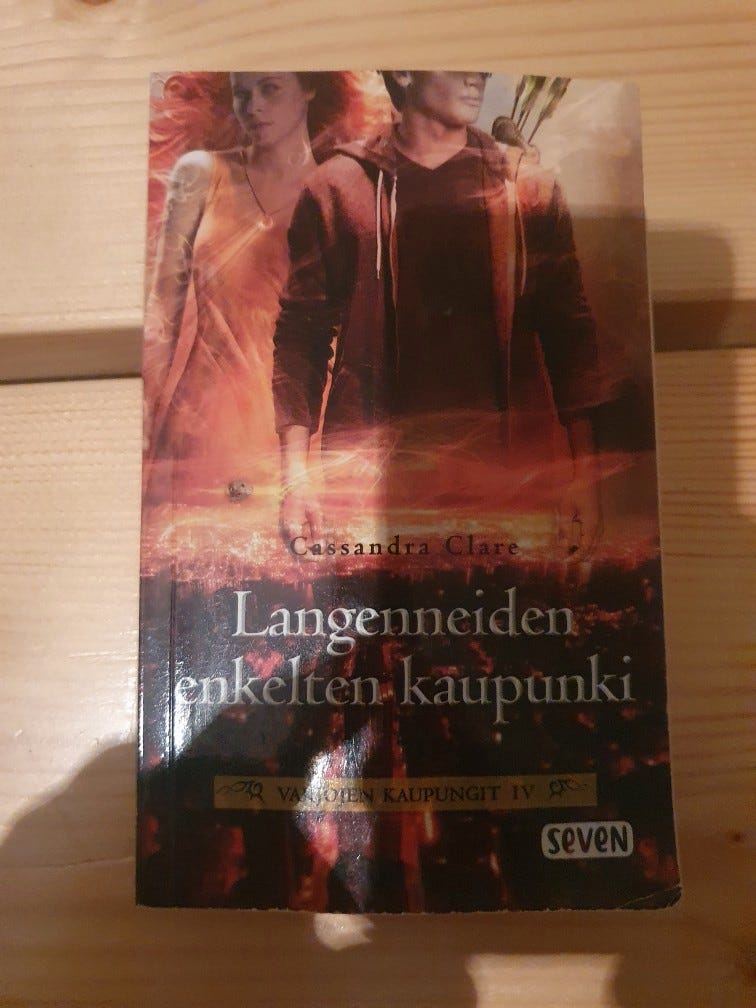 Cassandra Clare
Langenneiden
enkelten kaupunki
VARJOJEN KAUPUNGIT IV
SEVEN